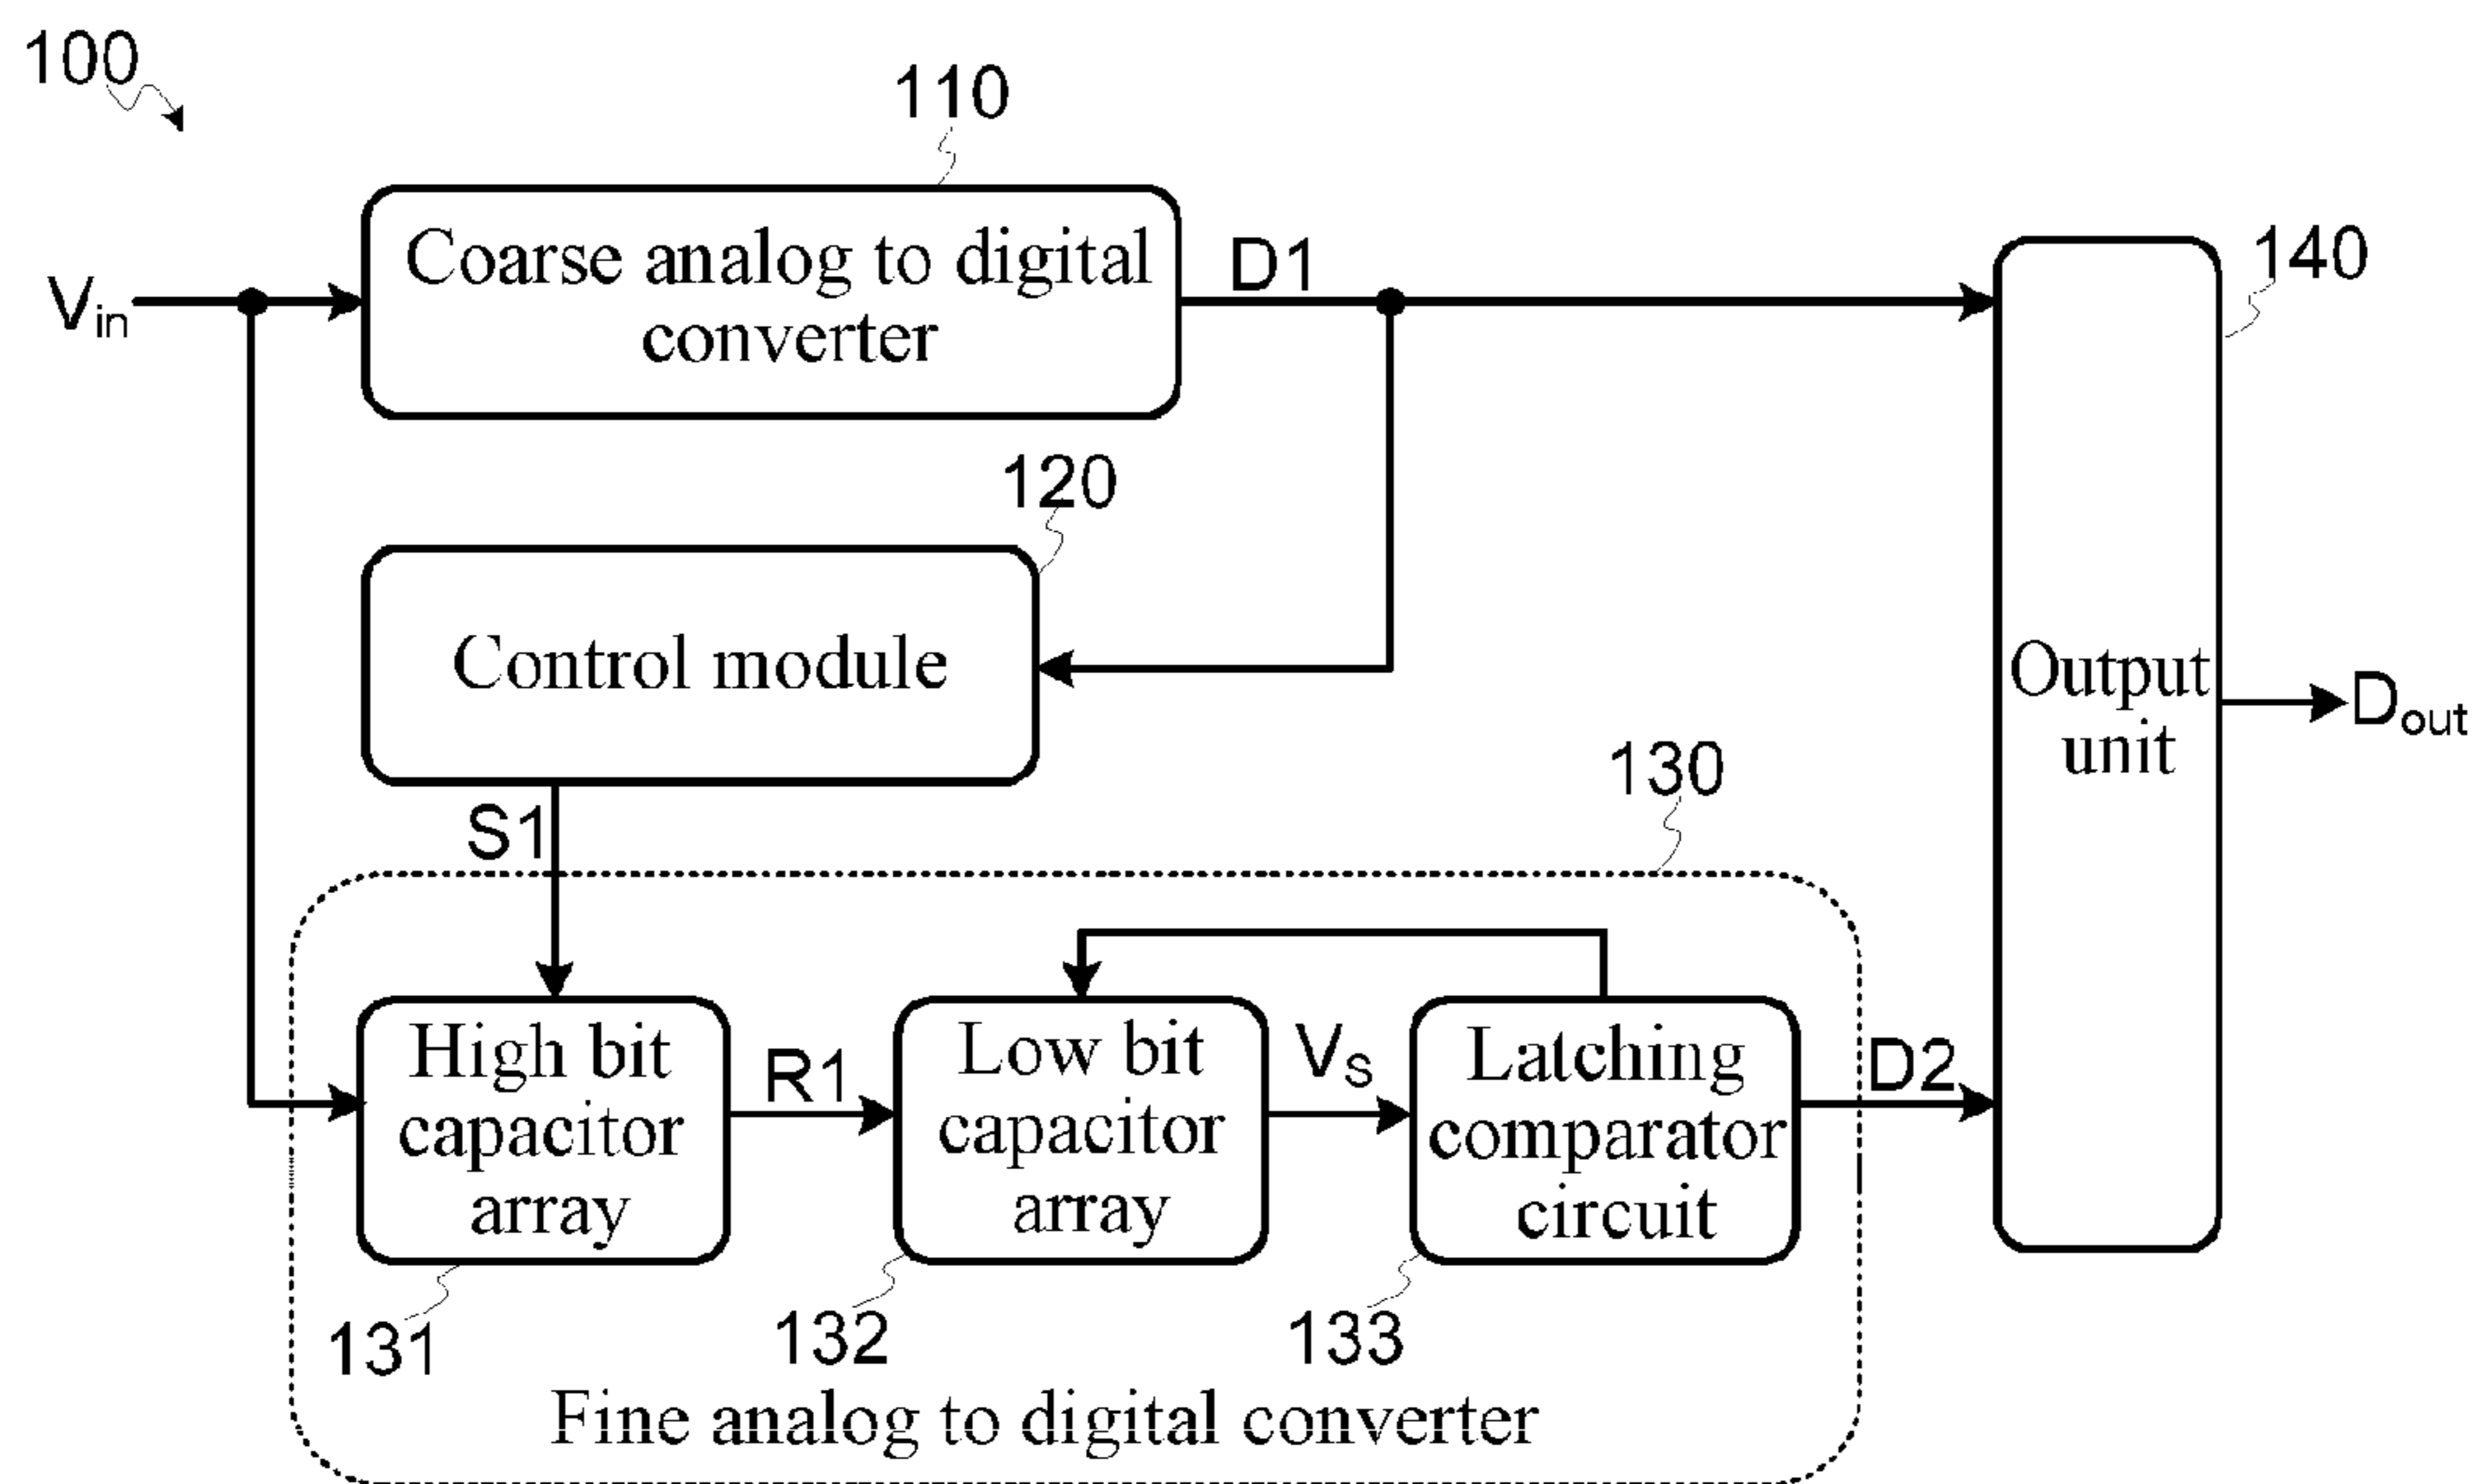 100
110
Coarse analog to digital
converter
D1
140
Vin
120
Control module
Output
unit
Dout
S1
130
High bit
capacitor
array
R1
Low bit
capacitor
array
VS
Latching
comparator
circuit
D2
131
132
133
Fine analog to digital converter